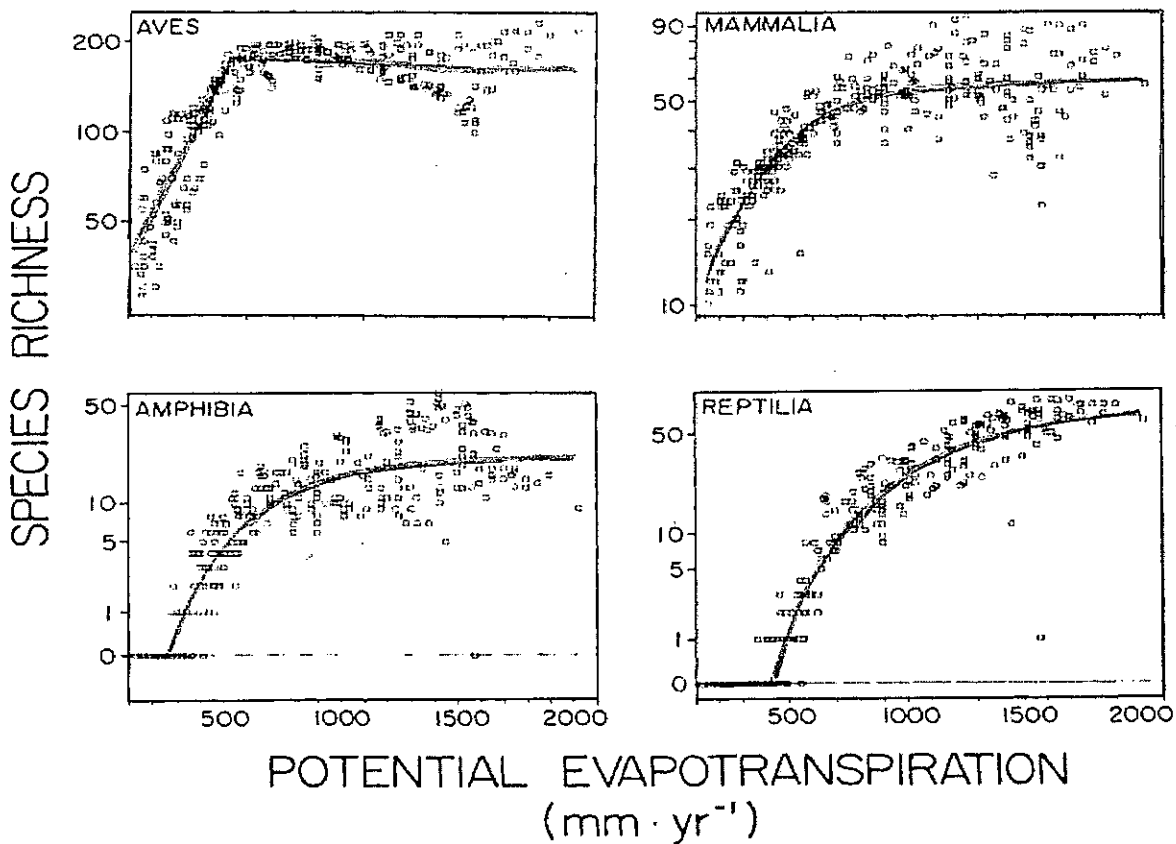 SPECIES RICHNESS
AVES
200
100
50
MAMMALIA
90
50
10
AMPHIBIA
50
10
5
1
0
500 1000 1500 2000
REPTILIA
50
10
5
1
0
500 1000 1500 2000
POTENTIAL EVAPOTRANSPIRATION
(mm · yr⁻¹)